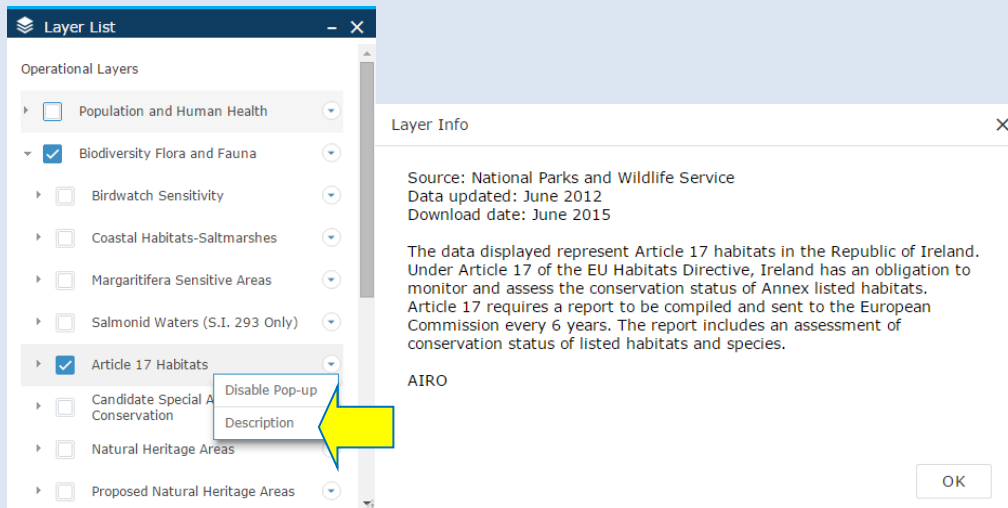 Layer List
Operational Layers
Population and Human Health
Biodiversity Flora and Fauna
Birdwatch Sensitivity
Coastal Habitats-Saltmarshes
Margaritifera Sensitive Areas
Salmonid Waters (S.I. 293 Only)
Article 17 Habitats
Disable Pop-up
Description
Candidate Special A
Conservation
Natural Heritage Areas
Proposed Natural Heritage Areas
Layer Info
Source: National Parks and Wildlife Service
Data updated: June 2012
Download date: June 2015
The data displayed represent Article 17 habitats in the Republic of Ireland.
Under Article 17 of the EU Habitats Directive, Ireland has an obligation to
monitor and assess the conservation status of Annex listed habitats.
Article 17 requires a report to be compiled and sent to the European
Commission every 6 years. The report includes an assessment of
conservation status of listed habitats and species.
AIRO
OK